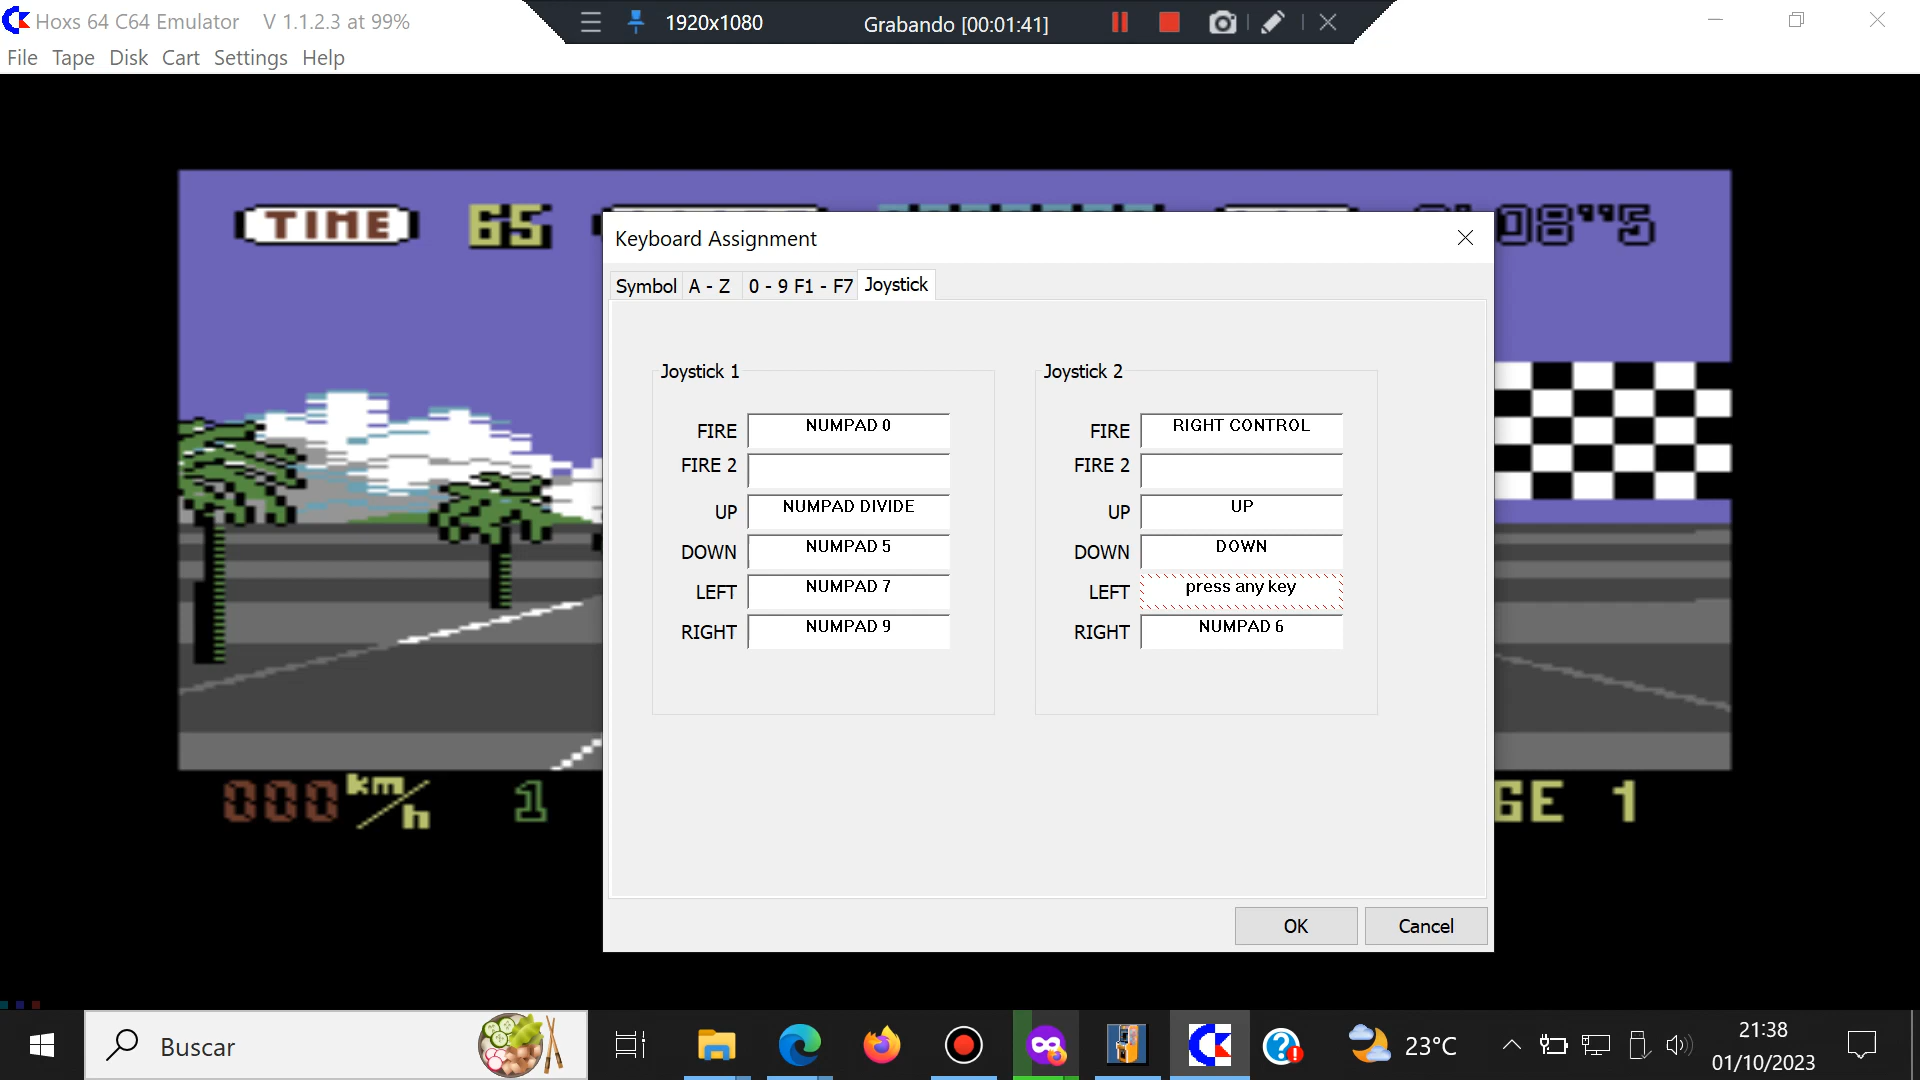 Hoxs 64 C64 Emulator V 1.1.2.3 at 99%
1920x1080
Grabando [00:01:41]
File Tape Disk Cart Settings Help
TIME 65
08"5
Keyboard Assignment
Symbol A - Z 0 - 9 F1 - F7 Joystick
Joystick 1
FIRE NUMPAD 0
FIRE 2
UP NUMPAD DIVIDE
DOWN NUMPAD 5
LEFT NUMPAD 7
RIGHT NUMPAD 9
Joystick 2
FIRE RIGHT CONTROL
FIRE 2
UP UP
DOWN DOWN
LEFT press any key
RIGHT NUMPAD 6
OK Cancel
000 km/h 1
GE 1
Buscar
23°C
21:38
01/10/2023